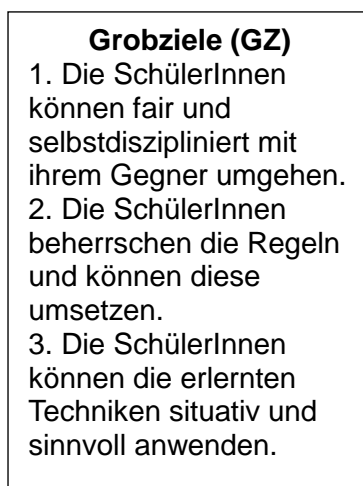 Grobziele (GZ)
1. Die SchülerInnen
können fair und
selbstdiszipliniert mit
ihrem Gegner umgehen.
2. Die SchülerInnen
beherrschen die Regeln
und können diese
umsetzen.
3. Die SchülerInnen
können die erlernten
Techniken situativ und
sinnvoll anwenden.